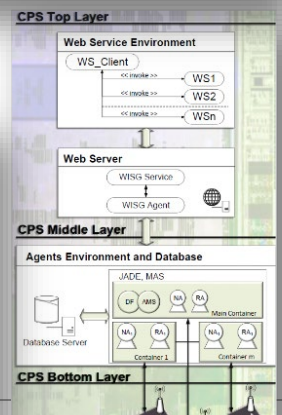 CPS Top Layer
Web Service Environment
WS_Client
<< invoke >>
WS1
<< invoke >>
WS2
<< invoke >>
WSn
Web Server
WISG Service
WISG Agent
CPS Middle Layer
Agents Environment and Database
JADE, MAS
DF
AMS
NA
RA
Main Container
Database Server
NA1
RA1
Container 1
Container m
CPS Bottom Layer